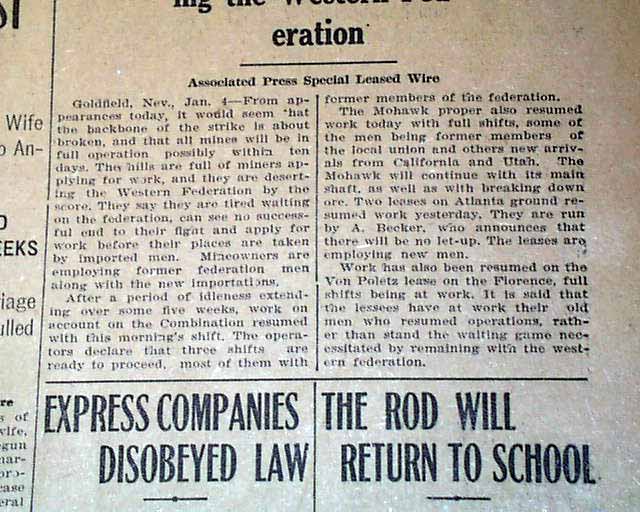 ing the Western Fed-
eration
Associated Press Special Leased Wire
Goldfield, Nev., Jan. 4—From ap-
pearances today, it would seem that
the backbone of the strike is about
broken, and that all mines will be in
full operation possibly within ten
days. The hills are full of miners ap-
plying for work, and they are desert-
ing the Western Federation by the
score. They say they are tired waiting
on the federation, can see no success-
ful end to their fight and apply for
work before their places are taken
by imported men. Mineowners are
employing former federation men
along with the new importations.
After a period of idleness extend-
ing over some five weeks, work on
account on the Combination resumed
with this morning's shift. The opera-
tors declare that three shifts are
ready to proceed, most of them with
former members of the federation.
The Mohawk proper also resumed
work today with full shifts, some of
the men being former members of
the local union and others new arriv-
als from California and Utah. The
Mohawk will continue with its main
shaft, as well as with breaking down
ore. Two leases on Atlanta ground re-
sumed work yesterday. They are run
by A. Becker, who announces that
there will be no let-up. The leases are
employing new men.
Work has also been resumed on the
Von Poletz lease on the Florence, full
shifts being at work. It is said that
the lessees have at work their old
men who resumed operations, rath-
er than stand the waiting game nec-
essitated by remaining with the west-
ern federation.
EXPRESS COMPANIES
DISOBEYED LAW
THE ROD WILL
RETURN TO SCHOOL
Wife
An-
EEKS
iage
ulled
re
s of
wife,
gun
mar-
pro-
case
eral